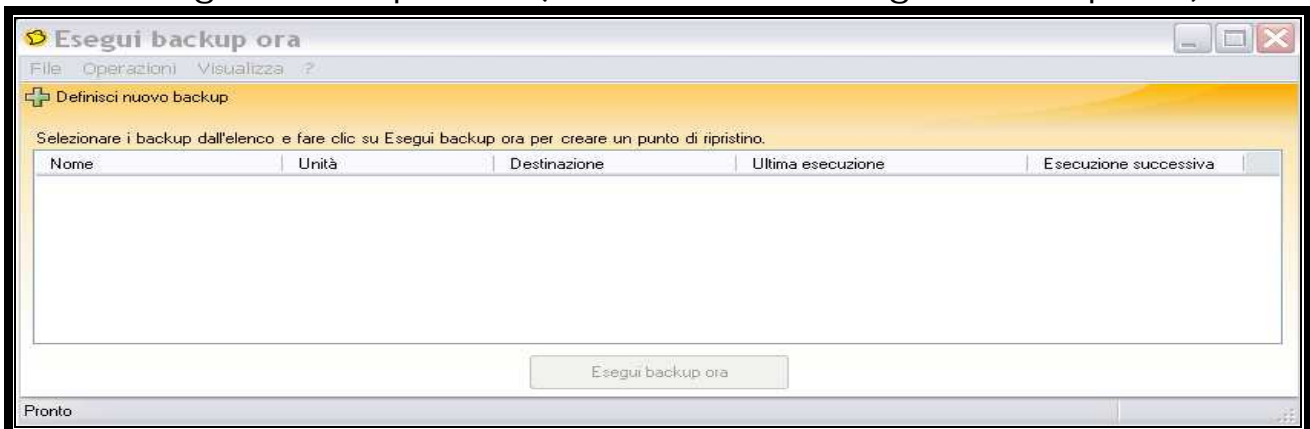 Esegui backup ora
File Operazioni Visualizza ?
Definisci nuovo backup
Selezionare i backup dall'elenco e fare clic su Esegui backup ora per creare un punto di ripristino.
Nome Unità Destinazione Ultima esecuzione Esecuzione successiva
Esegui backup ora
Pronto